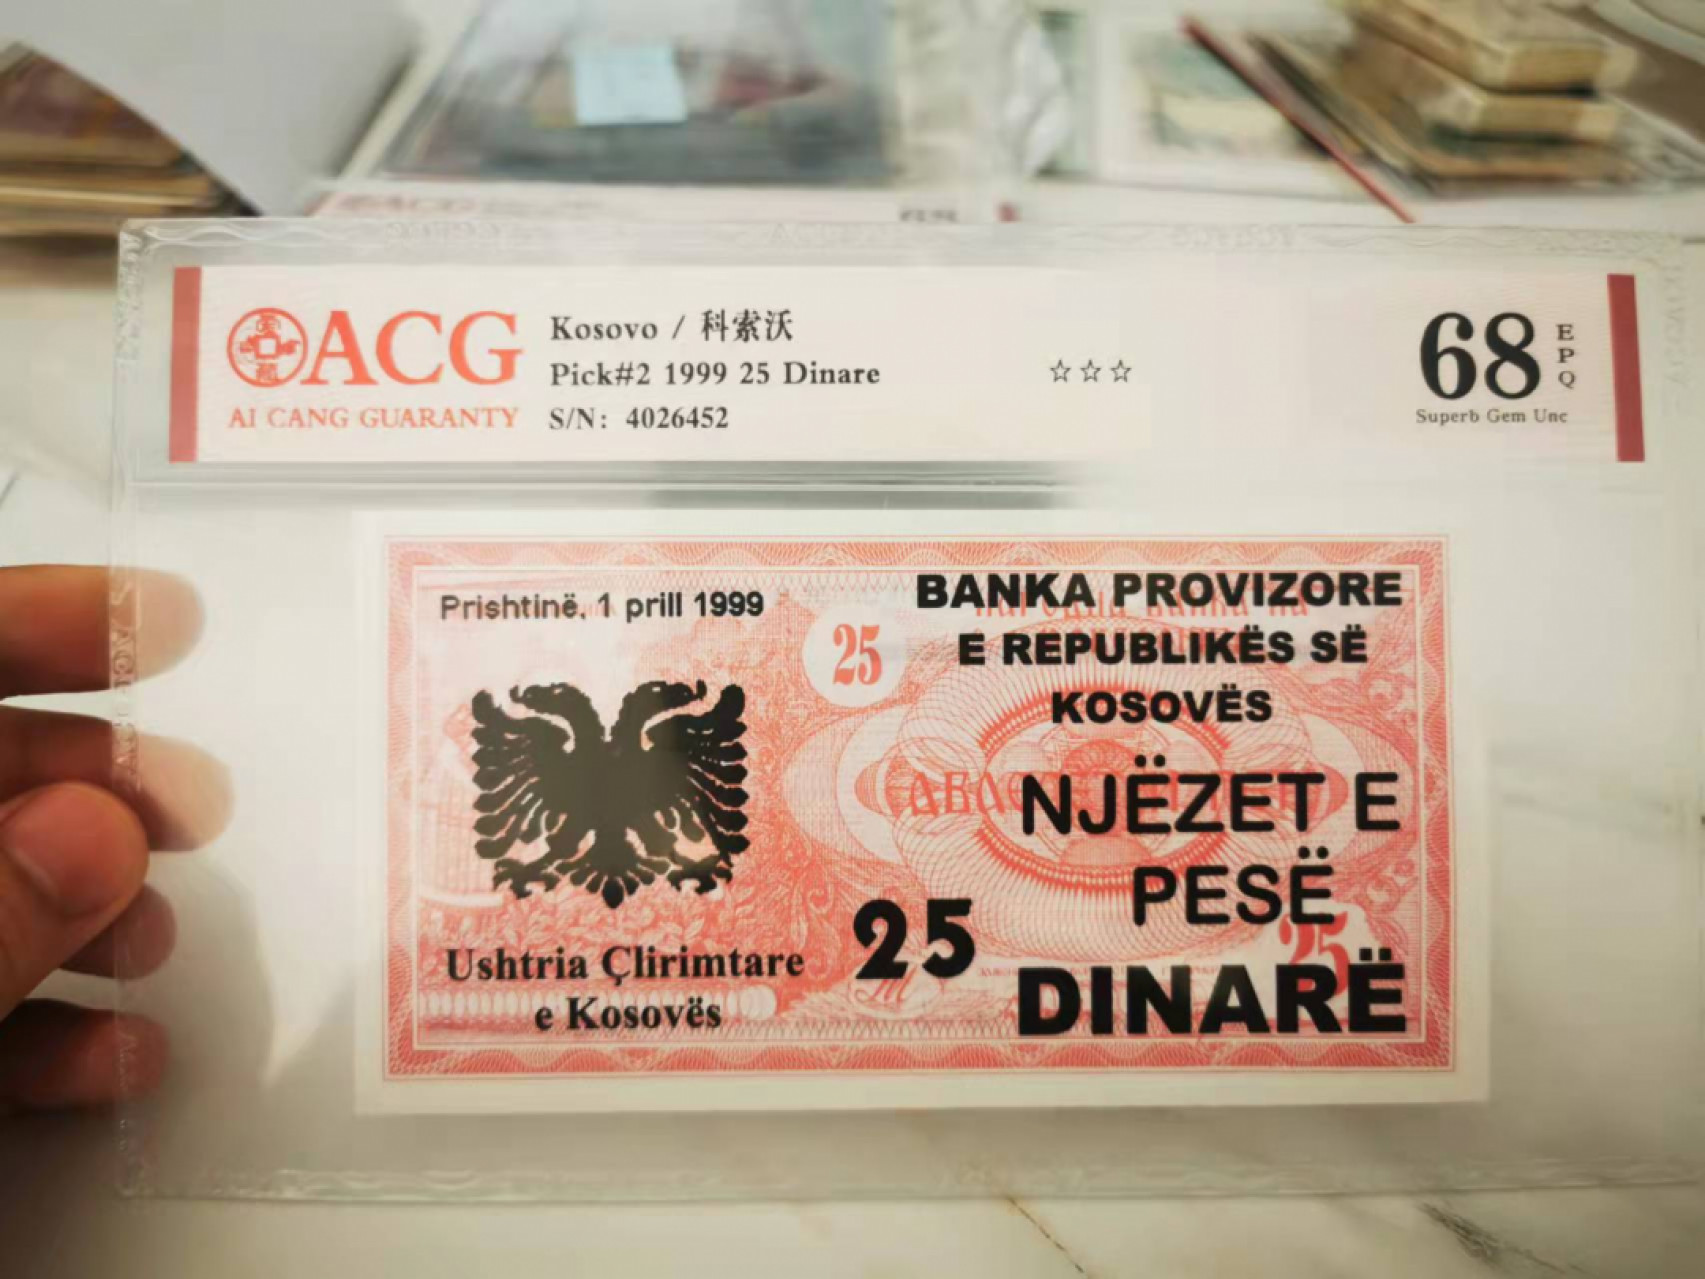 ACG
AI CANG GUARANTY
Kosovo / 科索沃
Pick#2 1999 25 Dinare
S/N: 4026452
☆☆☆
68
EPQ
Superb Gem Unc
Prishtinë, 1 prill 1999
25
BANKA PROVIZORE
E REPUBLIKËS SË
KOSOVËS
NJËZET E
PESË
25
25
DINARË
Ushtria Çlirimtare
e Kosovës